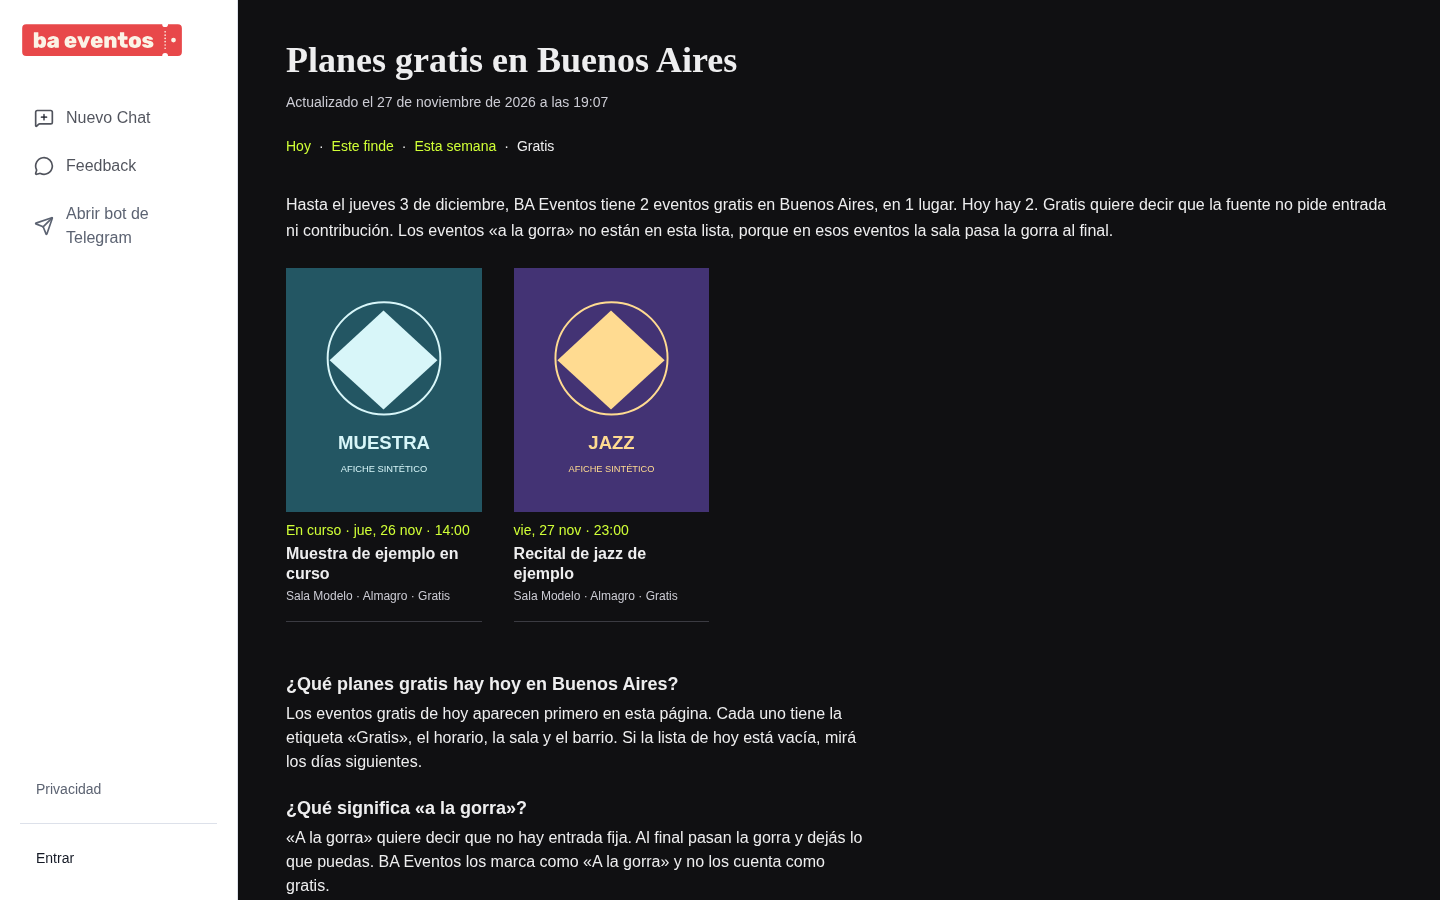 ba eventos
Nuevo Chat
Feedback
Abrir bot de
Telegram
Privacidad
Entrar
Planes gratis en Buenos Aires
Actualizado el 27 de noviembre de 2026 a las 19:07
Hoy · Este finde · Esta semana · Gratis
Hasta el jueves 3 de diciembre, BA Eventos tiene 2 eventos gratis en Buenos Aires, en 1 lugar. Hoy hay 2. Gratis quiere decir que la fuente no pide entrada
ni contribución. Los eventos «a la gorra» no están en esta lista, porque en esos eventos la sala pasa la gorra al final.
MUESTRA
AFICHE SINTÉTICO
En curso · jue, 26 nov · 14:00
Muestra de ejemplo en
curso
Sala Modelo · Almagro · Gratis
JAZZ
AFICHE SINTÉTICO
vie, 27 nov · 23:00
Recital de jazz de
ejemplo
Sala Modelo · Almagro · Gratis
¿Qué planes gratis hay hoy en Buenos Aires?
Los eventos gratis de hoy aparecen primero en esta página. Cada uno tiene la
etiqueta «Gratis», el horario, la sala y el barrio. Si la lista de hoy está vacía, mirá
los días siguientes.
¿Qué significa «a la gorra»?
«A la gorra» quiere decir que no hay entrada fija. Al final pasan la gorra y dejás lo
que puedas. BA Eventos los marca como «A la gorra» y no los cuenta como
gratis.